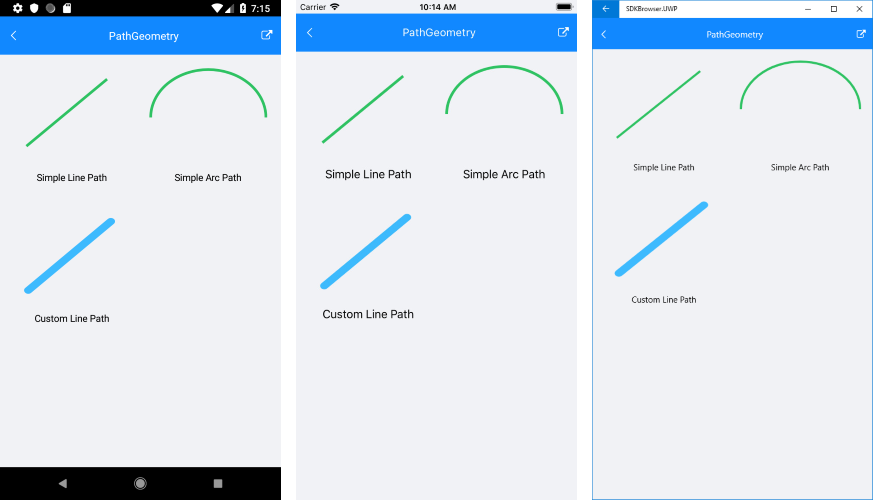 7:15
PathGeometry
Simple Line Path
Simple Arc Path
Custom Line Path
Carrier
10:14 AM
PathGeometry
Simple Line Path
Simple Arc Path
Custom Line Path
SDKBrowser.UWP
PathGeometry
Simple Line Path
Simple Arc Path
Custom Line Path